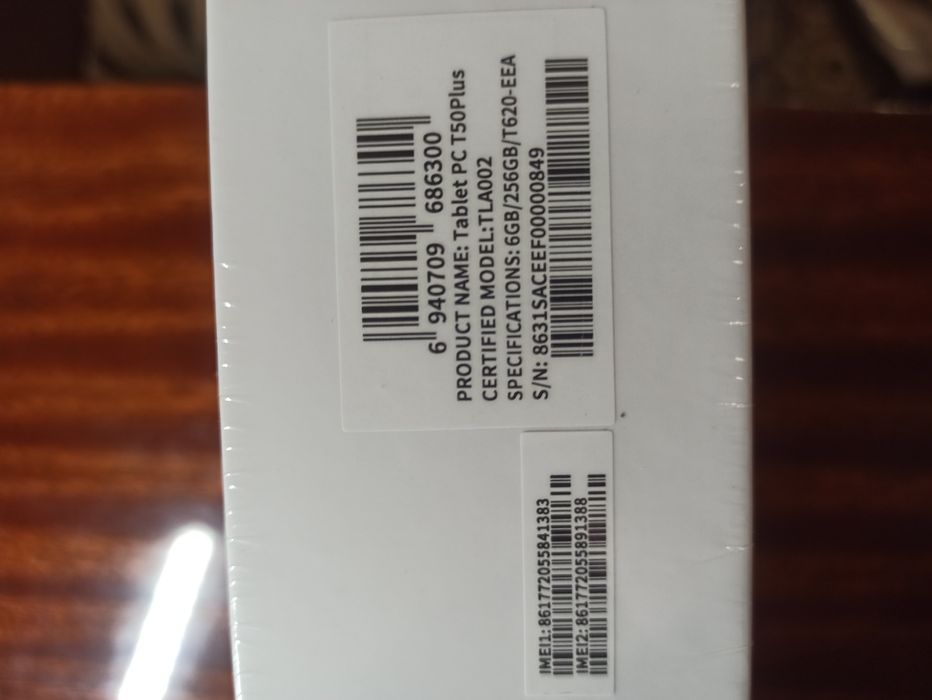 6 940709 686300
PRODUCT NAME: Tablet PC T50Plus
CERTIFIED MODEL:TLA002
SPECIFICATIONS: 6GB/256GB/T620-EEA
S/N: 8631SACEEF00000849
IMEI1: 861772055841383
IMEI2: 861772055891388